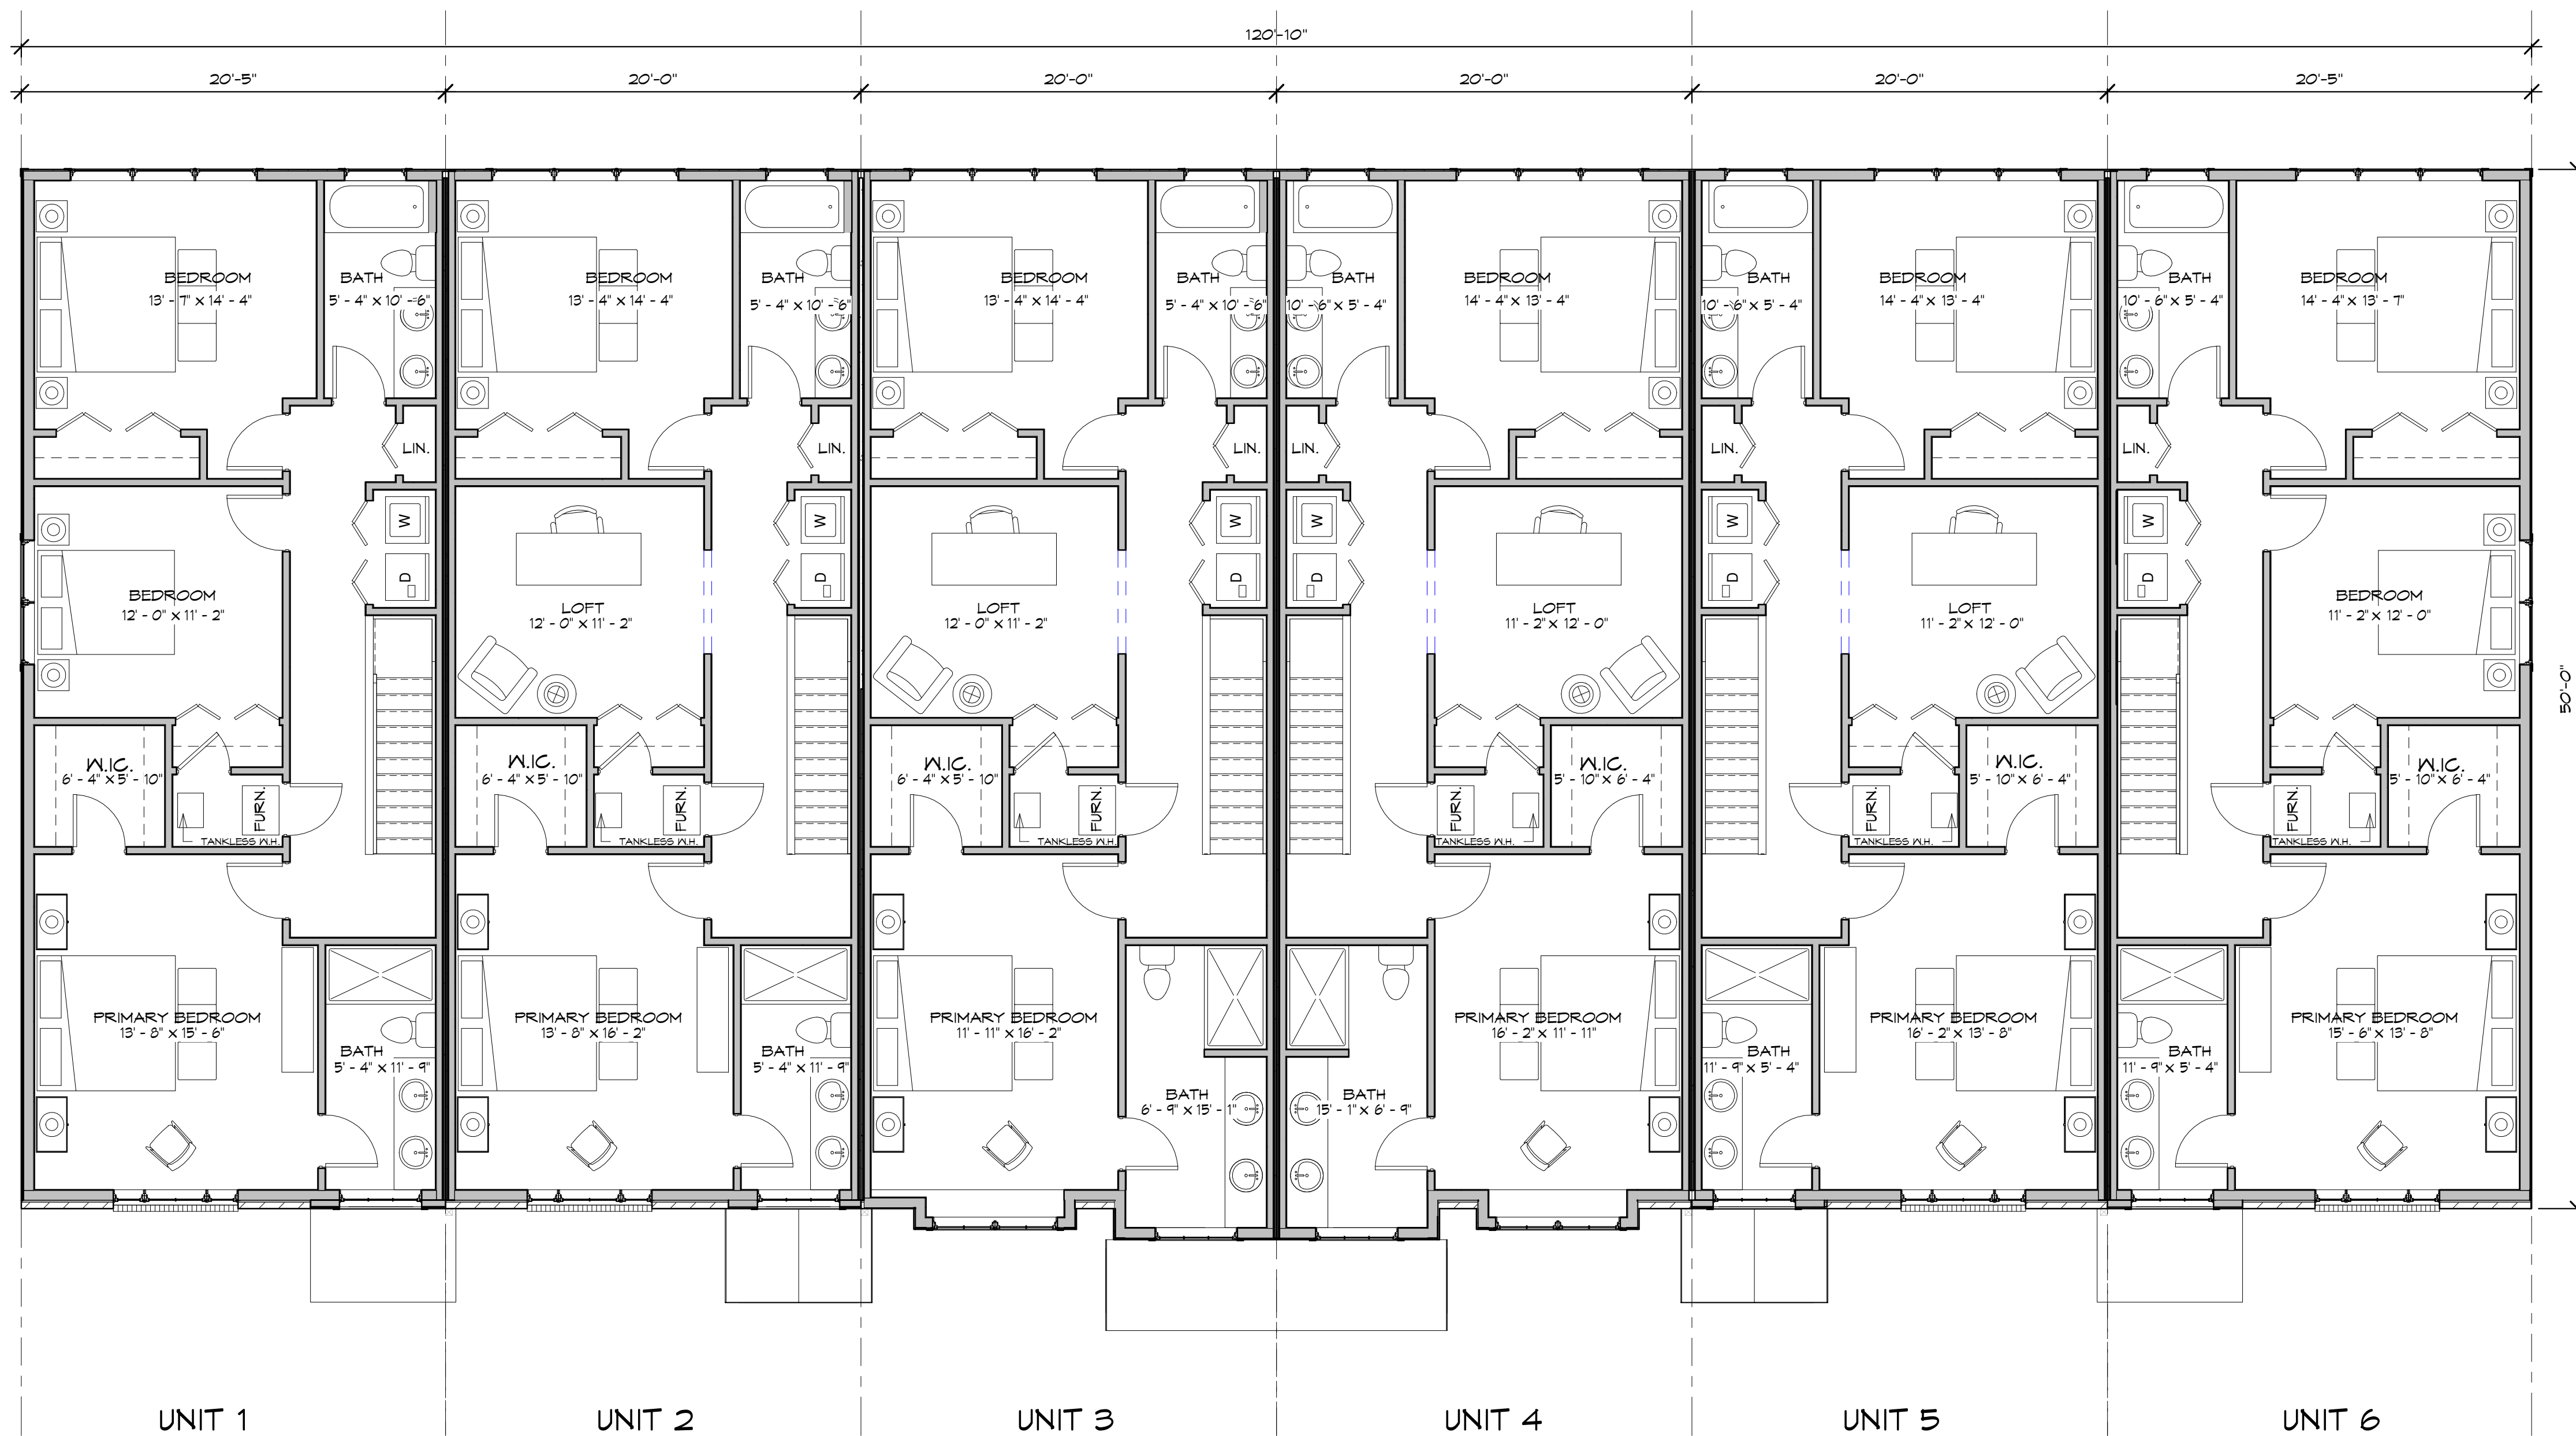 120'-10"
20'-5"
20'-0"
20'-0"
20'-0"
20'-0"
20'-5"
50'-0"
BEDROOM
13' - 7" x 14' - 4"
BATH
5' - 4" x 10' - 6"
LIN.
W
D
BEDROOM
12' - 0" x 11' - 2"
W.IC.
6' - 4" x 5' - 10"
FURN.
TANKLESS W.H.
PRIMARY BEDROOM
13' - 8" x 15' - 6"
BATH
5' - 4" x 11' - 9"
UNIT 1
BEDROOM
13' - 4" x 14' - 4"
BATH
5' - 4" x 10' - 6"
LIN.
W
D
LOFT
12' - 0" x 11' - 2"
W.IC.
6' - 4" x 5' - 10"
FURN.
TANKLESS W.H.
PRIMARY BEDROOM
13' - 8" x 16' - 2"
BATH
5' - 4" x 11' - 9"
UNIT 2
BEDROOM
13' - 4" x 14' - 4"
BATH
5' - 4" x 10' - 6"
LIN.
W
D
LOFT
12' - 0" x 11' - 2"
W.IC.
6' - 4" x 5' - 10"
FURN.
TANKLESS W.H.
PRIMARY BEDROOM
11' - 11" x 16' - 2"
BATH
6' - 9" x 15' - 1"
UNIT 3
BATH
10' - 6" x 5' - 4"
BEDROOM
14' - 4" x 13' - 4"
LIN.
W
D
LOFT
11' - 2" x 12' - 0"
W.IC.
5' - 10" x 6' - 4"
FURN.
TANKLESS W.H.
PRIMARY BEDROOM
16' - 2" x 11' - 11"
BATH
15' - 1" x 6' - 9"
UNIT 4
BATH
10' - 6" x 5' - 4"
BEDROOM
14' - 4" x 13' - 4"
LIN.
W
D
LOFT
11' - 2" x 12' - 0"
W.IC.
5' - 10" x 6' - 4"
FURN.
TANKLESS W.H.
PRIMARY BEDROOM
16' - 2" x 13' - 8"
BATH
11' - 9" x 5' - 4"
UNIT 5
BATH
10' - 6" x 5' - 4"
BEDROOM
14' - 4" x 13' - 7"
LIN.
W
D
BEDROOM
11' - 2" x 12' - 0"
W.IC.
5' - 10" x 6' - 4"
FURN.
TANKLESS W.H.
PRIMARY BEDROOM
15' - 6" x 13' - 8"
BATH
11' - 9" x 5' - 4"
UNIT 6